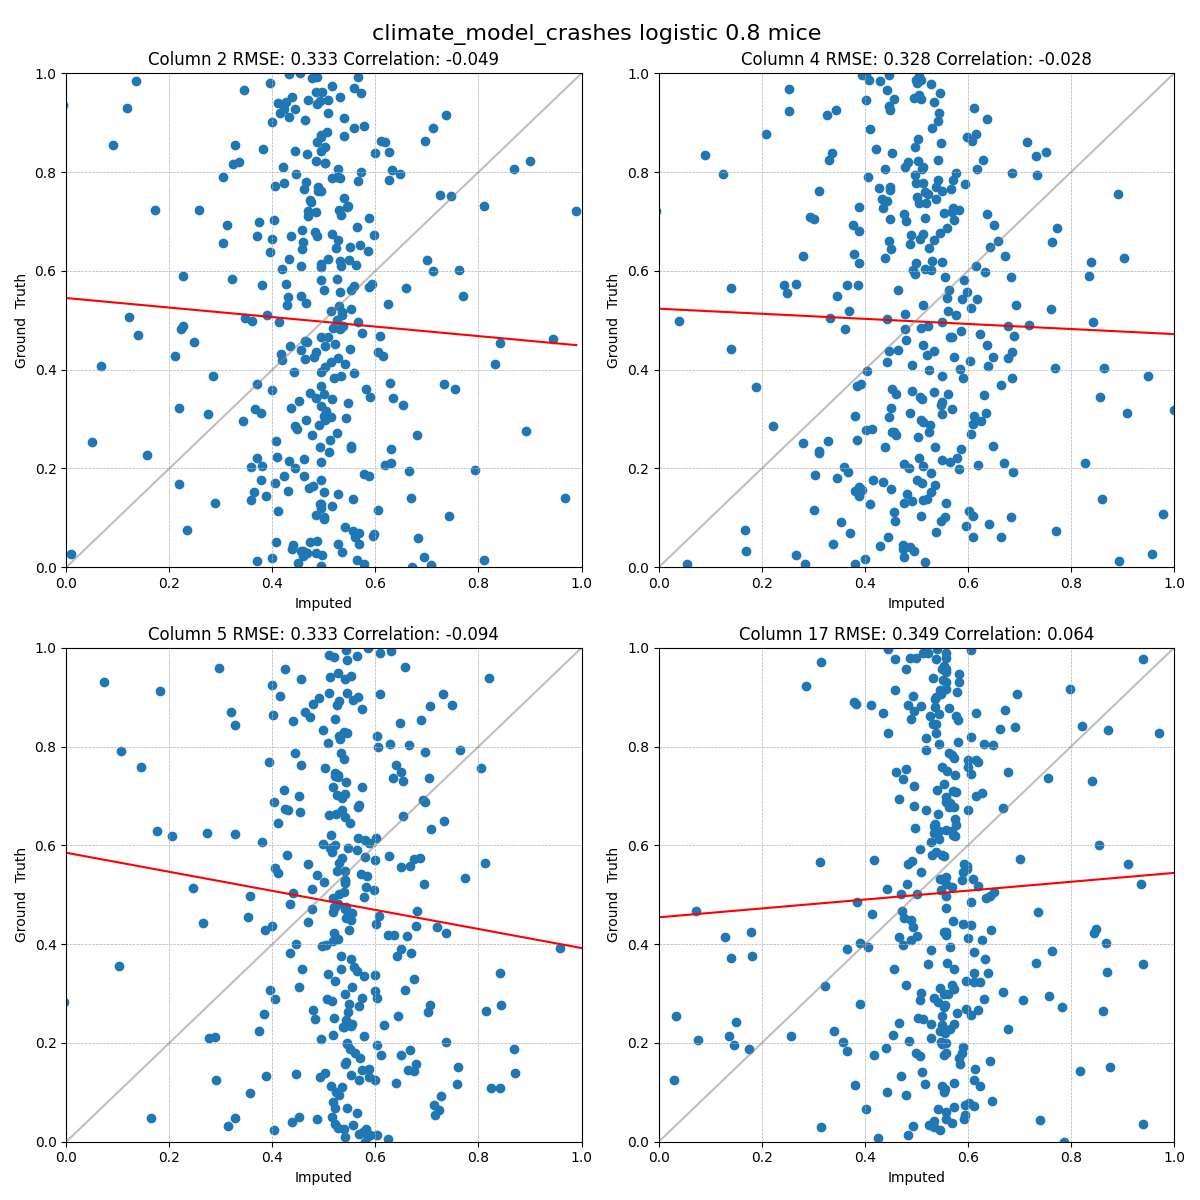 climate_model_crashes logistic 0.8 mice
Column 2 RMSE: 0.333 Correlation: -0.049
Column 4 RMSE: 0.328 Correlation: -0.028
1.0
0.8
0.6
0.4
0.2
0.0
Ground Truth
0.0 0.2 0.4 0.6 0.8 1.0
Imputed
1.0
0.8
0.6
0.4
0.2
0.0
Ground Truth
0.0 0.2 0.4 0.6 0.8 1.0
Imputed
Column 5 RMSE: 0.333 Correlation: -0.094
Column 17 RMSE: 0.349 Correlation: 0.064
1.0
0.8
0.6
0.4
0.2
0.0
Ground Truth
0.0 0.2 0.4 0.6 0.8 1.0
Imputed
1.0
0.8
0.6
0.4
0.2
0.0
Ground Truth
0.0 0.2 0.4 0.6 0.8 1.0
Imputed